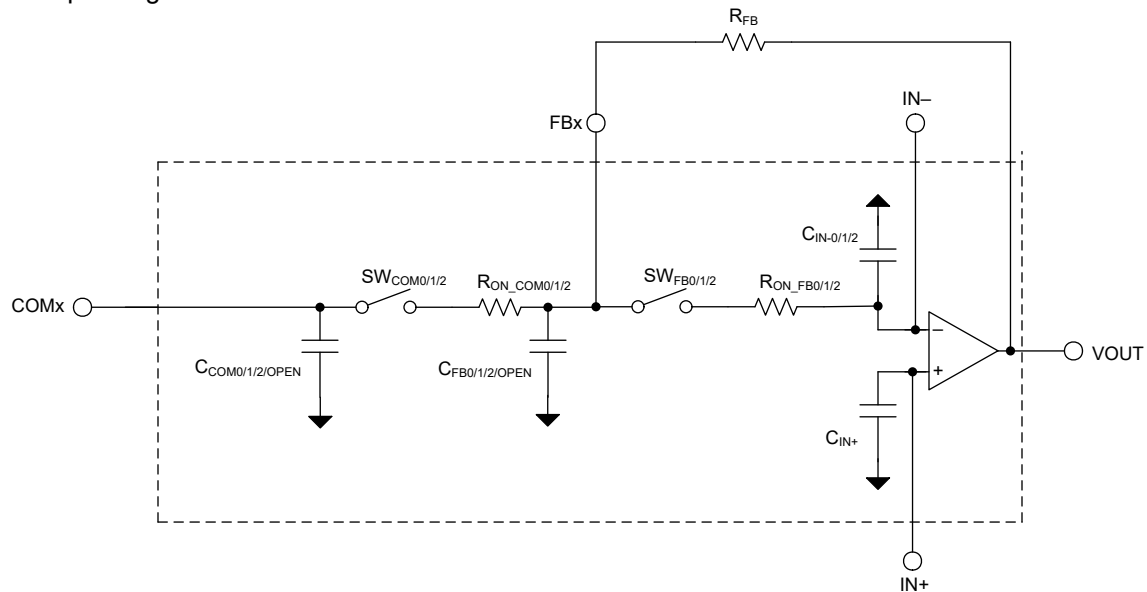 R_FB
IN–
FBx
C_IN-0/1/2
SW_COM0/1/2
R_ON_COM0/1/2
SW_FB0/1/2
R_ON_FB0/1/2
COMx
–
VOUT
C_COM0/1/2/OPEN
C_FB0/1/2/OPEN
+
C_IN+
IN+